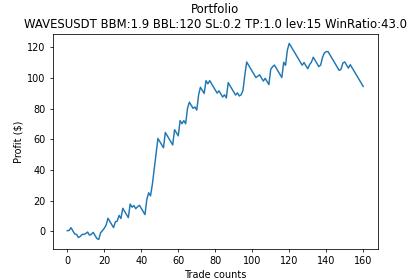 Portfolio
WAVESUSDT BBM:1.9 BBL:120 SL:0.2 TP:1.0 lev:15 WinRatio:43.0
120
100
80
60
40
20
0
Profit ($)
0 20 40 60 80 100 120 140 160
Trade counts